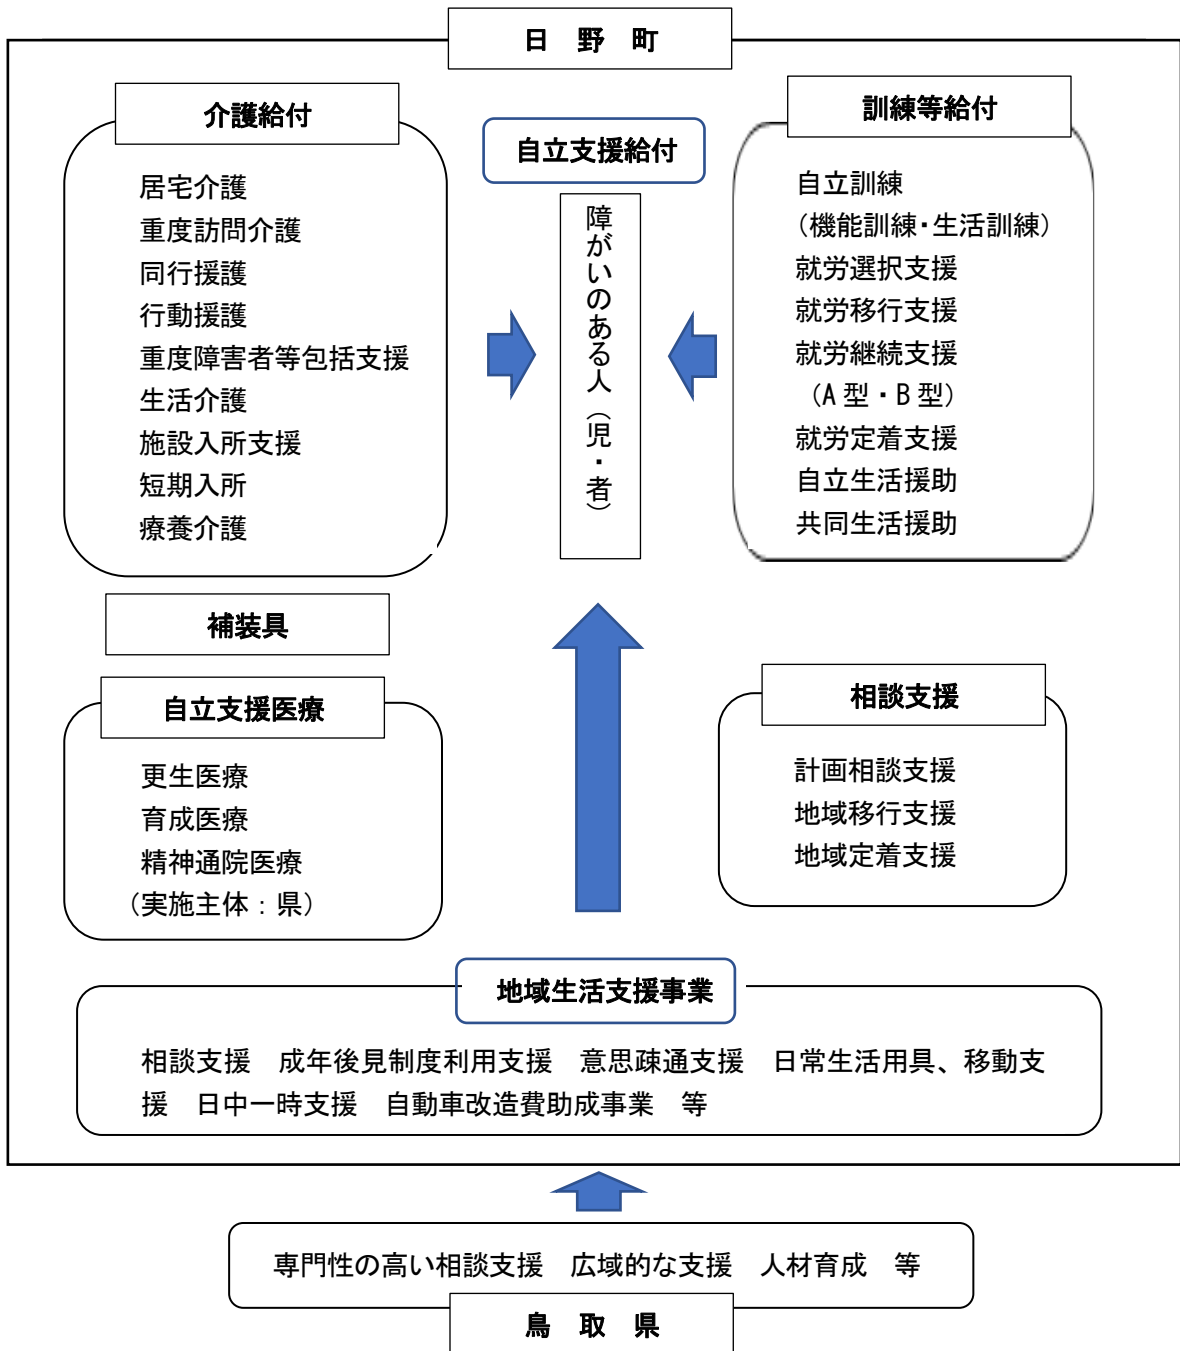 日　野　町
介護給付
居宅介護
重度訪問介護
同行援護
行動援護
重度障害者等包括支援
生活介護
施設入所支援
短期入所
療養介護
自立支援給付
障がいのある人（児・者）
訓練等給付
自立訓練
（機能訓練・生活訓練）
就労選択支援
就労移行支援
就労継続支援
（A型・B型）
就労定着支援
自立生活援助
共同生活援助
補装具
自立支援医療
更生医療
育成医療
精神通院医療
（実施主体：県）
相談支援
計画相談支援
地域移行支援
地域定着支援
地域生活支援事業
相談支援　成年後見制度利用支援　意思疎通支援　日常生活用具、移動支
援　日中一時支援　自動車改造費助成事業　等
専門性の高い相談支援　広域的な支援　人材育成　等
鳥　取　県